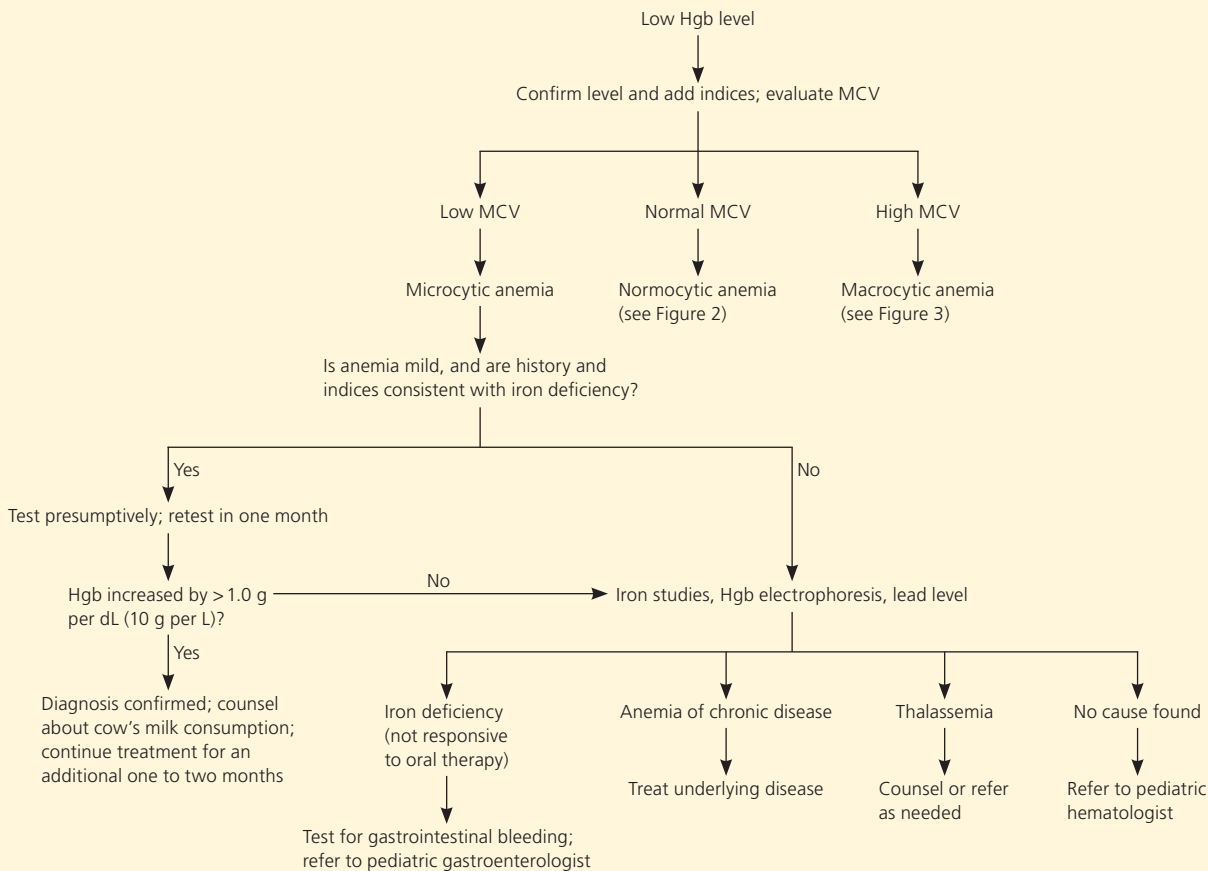 Low Hgb level
Confirm level and add indices; evaluate MCV
Low MCV
Normal MCV
High MCV
Microcytic anemia
Normocytic anemia
(see Figure 2)
Macrocytic anemia
(see Figure 3)
Is anemia mild, and are history and
indices consistent with iron deficiency?
Yes
No
Test presumptively; retest in one month
Hgb increased by >1.0 g
per dL (10 g per L)?
No
Iron studies, Hgb electrophoresis, lead level
Yes
Diagnosis confirmed; counsel
about cow's milk consumption;
continue treatment for an
additional one to two months
Iron deficiency
(not responsive
to oral therapy)
Anemia of chronic disease
Thalassemia
No cause found
Test for gastrointestinal bleeding;
refer to pediatric gastroenterologist
Treat underlying disease
Counsel or refer
as needed
Refer to pediatric
hematologist